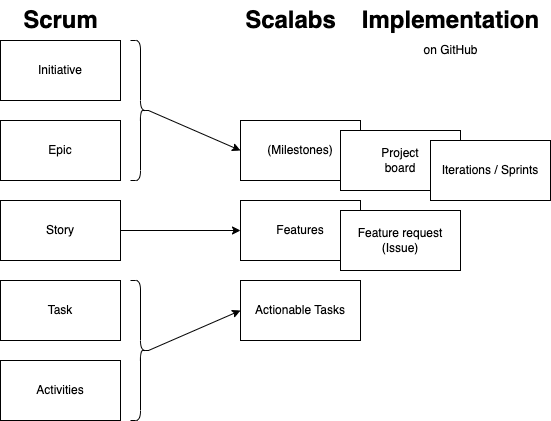 Scrum
Scalabs
Implementation
on GitHub
Initiative
Epic
(Milestones)
Project
board
Iterations / Sprints
Story
Features
Feature request
(Issue)
Task
Actionable Tasks
Activities